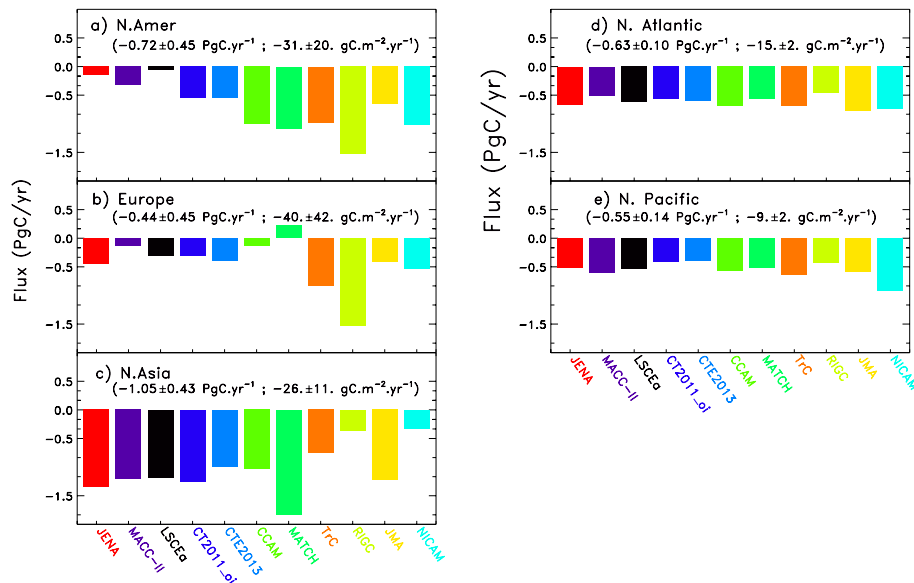 a) N.Amer
(−0.72±0.45 PgC.yr⁻¹ ; −31.±20. gC.m⁻².yr⁻¹)
0.5
0.0
−0.5
−1.5
b) Europe
(−0.44±0.45 PgC.yr⁻¹ ; −40.±42. gC.m⁻².yr⁻¹)
0.5
0.0
−0.5
−1.5
Flux (PgC/yr)
c) N.Asia
(−1.05±0.43 PgC.yr⁻¹ ; −26.±11. gC.m⁻².yr⁻¹)
0.5
0.0
−0.5
−1.5
JENA
MACC−II
LSCEa
CT2011_oi
CTE2013
CCAM
MATCH
TrC
RIGC
JMA
NICAM
d) N. Atlantic
(−0.63±0.10 PgC.yr⁻¹ ; −15.±2. gC.m⁻².yr⁻¹)
0.5
0.0
−0.5
−1.5
Flux (PgC/yr)
e) N. Pacific
(−0.55±0.14 PgC.yr⁻¹ ; −9.±2. gC.m⁻².yr⁻¹)
0.5
0.0
−0.5
−1.5
JENA
MACC−II
LSCEa
CT2011_oi
CTE2013
CCAM
MATCH
TrC
RIGC
JMA
NICAM